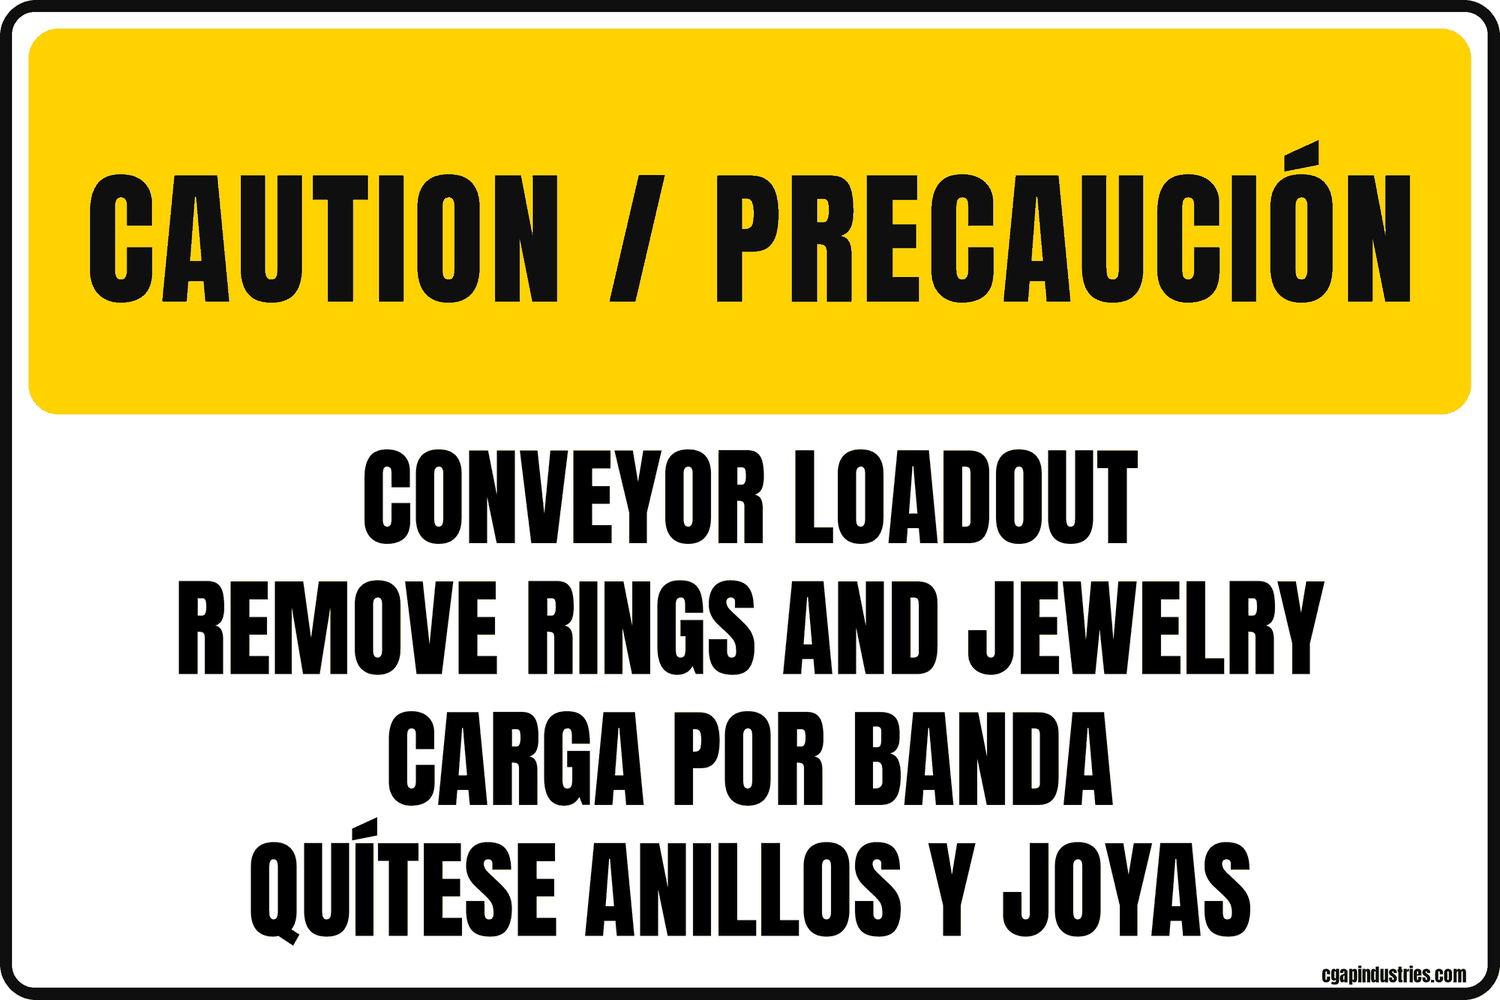 CAUTION / PRECAUCIÓN
CONVEYOR LOADOUT
REMOVE RINGS AND JEWELRY
CARGA POR BANDA
QUÍTESE ANILLOS Y JOYAS
cgapindustries.com